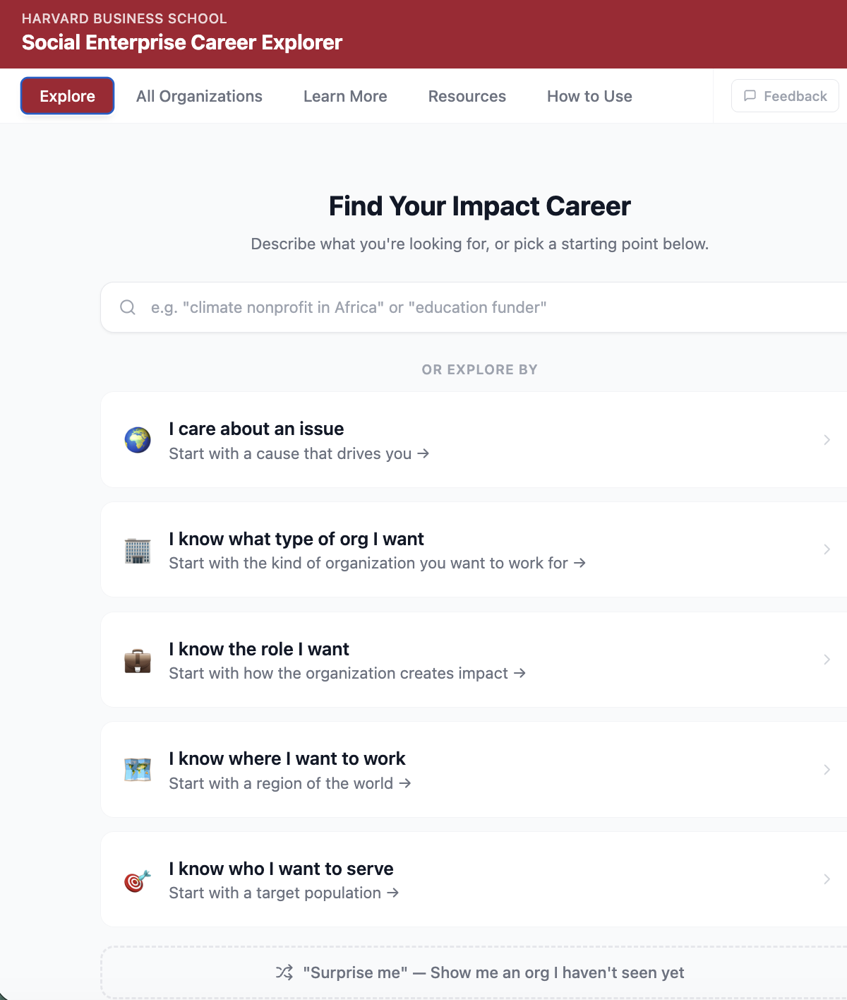 HARVARD BUSINESS SCHOOL
Social Enterprise Career Explorer
Explore
All Organizations
Learn More
Resources
How to Use
Feedback
Find Your Impact Career
Describe what you're looking for, or pick a starting point below.
e.g. "climate nonprofit in Africa" or "education funder"
OR EXPLORE BY
I care about an issue
Start with a cause that drives you →
I know what type of org I want
Start with the kind of organization you want to work for →
I know the role I want
Start with how the organization creates impact →
I know where I want to work
Start with a region of the world →
I know who I want to serve
Start with a target population →
"Surprise me" — Show me an org I haven't seen yet